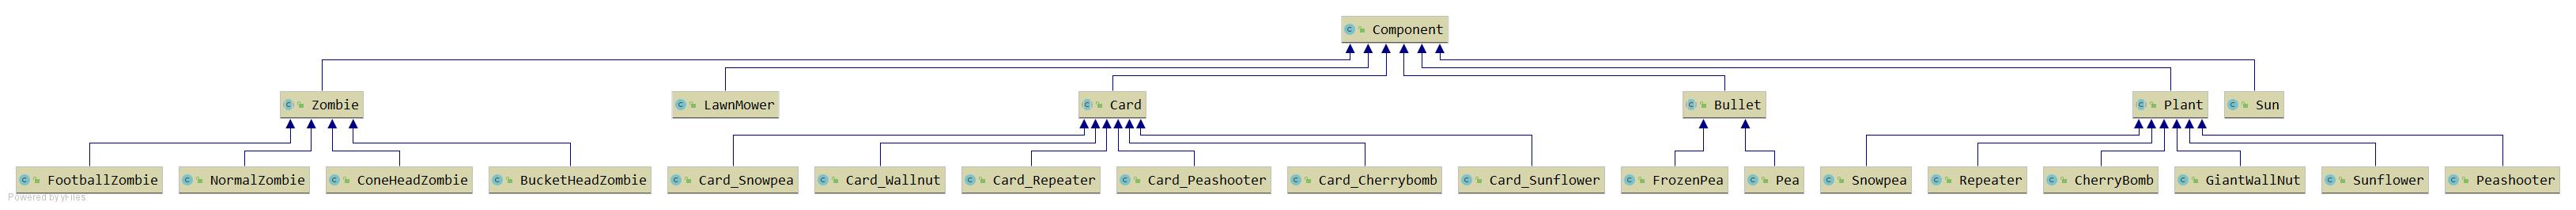 Component
Zombie
LawnMower
Card
Bullet
Plant
Sun
FootballZombie
NormalZombie
ConeHeadZombie
BucketHeadZombie
Card_Snowpea
Card_Wallnut
Card_Repeater
Card_Peashooter
Card_Cherrybomb
Card_Sunflower
FrozenPea
Pea
Snowpea
Repeater
CherryBomb
GiantWallNut
Sunflower
Peashooter
Powered by yFiles